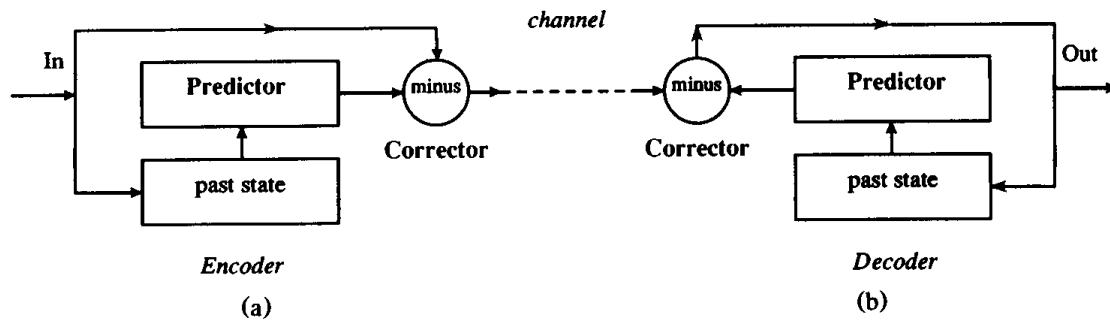 channel
In
Out
Predictor
minus
minus
Predictor
Corrector
Corrector
past state
past state
Encoder
Decoder
(a)
(b)